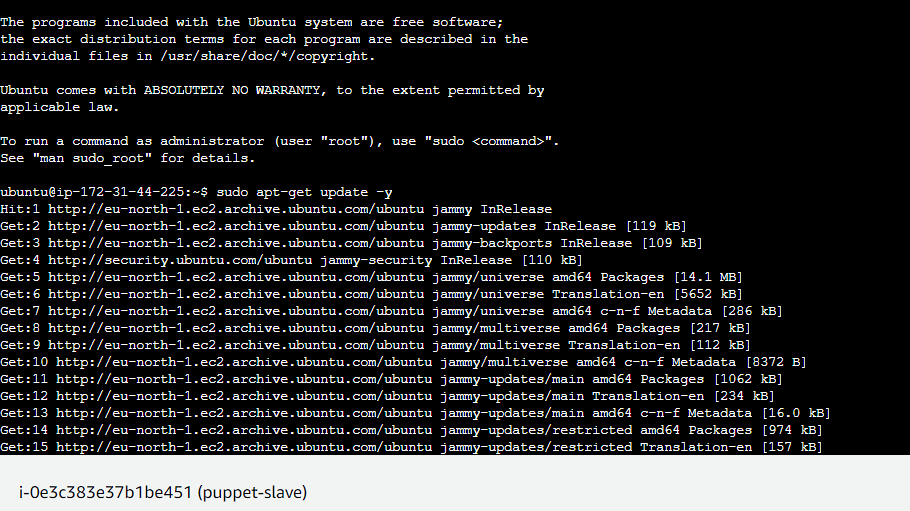 The programs included with the Ubuntu system are free software;
the exact distribution terms for each program are described in the
individual files in /usr/share/doc/*/copyright.
Ubuntu comes with ABSOLUTELY NO WARRANTY, to the extent permitted by
applicable law.
To run a command as administrator (user "root"), use "sudo <command>".
See "man sudo_root" for details.
ubuntu@ip-172-31-44-225:~$ sudo apt-get update -y
Hit:1 http://eu-north-1.ec2.archive.ubuntu.com/ubuntu jammy InRelease
Get:2 http://eu-north-1.ec2.archive.ubuntu.com/ubuntu jammy-updates InRelease [119 kB]
Get:3 http://eu-north-1.ec2.archive.ubuntu.com/ubuntu jammy-backports InRelease [109 kB]
Get:4 http://security.ubuntu.com/ubuntu jammy-security InRelease [110 kB]
Get:5 http://eu-north-1.ec2.archive.ubuntu.com/ubuntu jammy/universe amd64 Packages [14.1 MB]
Get:6 http://eu-north-1.ec2.archive.ubuntu.com/ubuntu jammy/universe Translation-en [5652 kB]
Get:7 http://eu-north-1.ec2.archive.ubuntu.com/ubuntu jammy/universe amd64 c-n-f Metadata [286 kB]
Get:8 http://eu-north-1.ec2.archive.ubuntu.com/ubuntu jammy/multiverse amd64 Packages [217 kB]
Get:9 http://eu-north-1.ec2.archive.ubuntu.com/ubuntu jammy/multiverse Translation-en [112 kB]
Get:10 http://eu-north-1.ec2.archive.ubuntu.com/ubuntu jammy/multiverse amd64 c-n-f Metadata [8372 B]
Get:11 http://eu-north-1.ec2.archive.ubuntu.com/ubuntu jammy-updates/main amd64 Packages [1062 kB]
Get:12 http://eu-north-1.ec2.archive.ubuntu.com/ubuntu jammy-updates/main Translation-en [234 kB]
Get:13 http://eu-north-1.ec2.archive.ubuntu.com/ubuntu jammy-updates/main amd64 c-n-f Metadata [16.0 kB]
Get:14 http://eu-north-1.ec2.archive.ubuntu.com/ubuntu jammy-updates/restricted amd64 Packages [974 kB]
Get:15 http://eu-north-1.ec2.archive.ubuntu.com/ubuntu jammy-updates/restricted Translation-en [157 kB]
i-0e3c383e37b1be451 (puppet-slave)